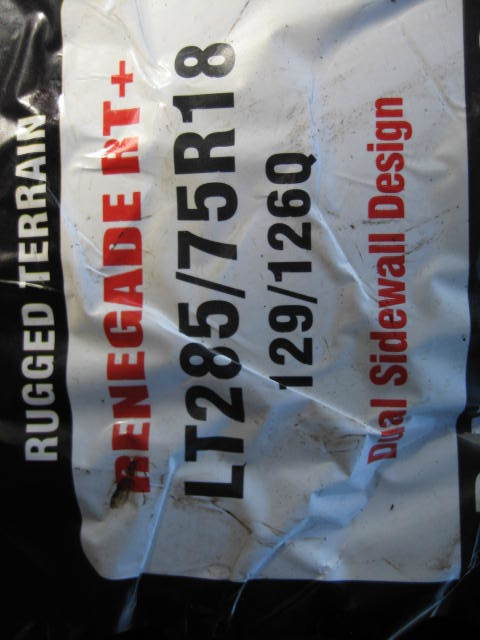 RUGGED TERRAIN
RENEGADE RT+
LT285/75R18
129/126Q
Dual Sidewall Design